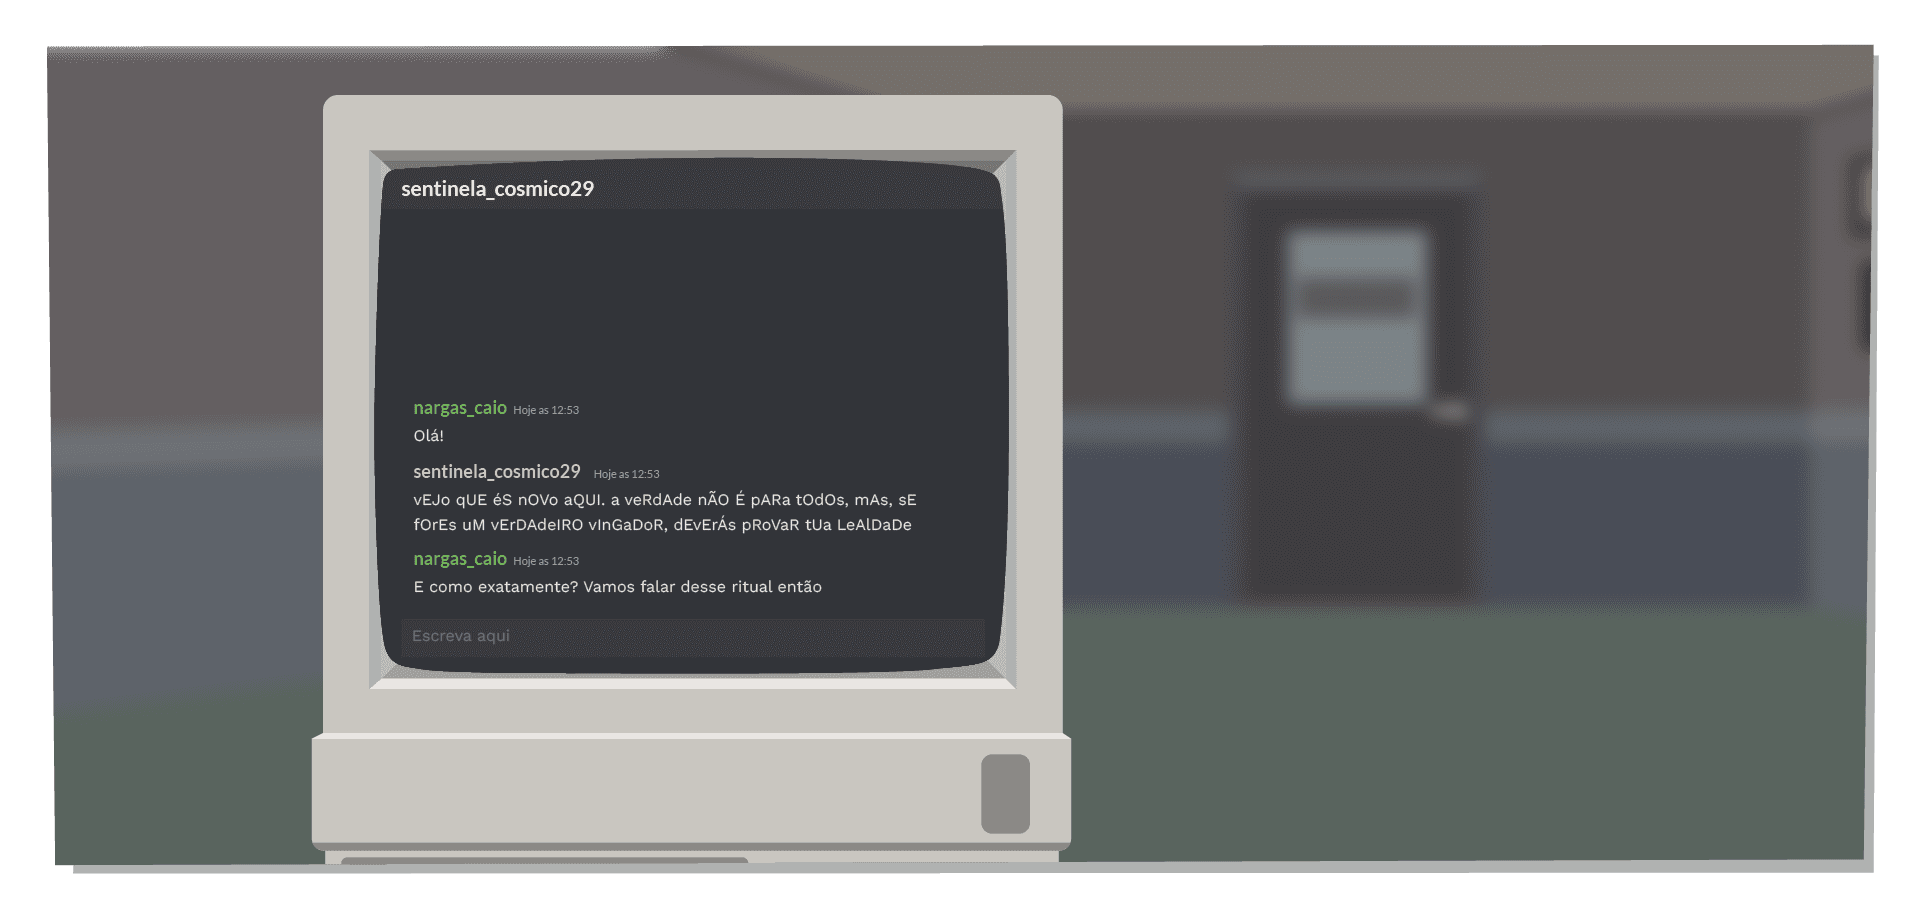 sentinela_cosmico29
nargas_caio Hoje as 12:53
Olá!
sentinela_cosmico29 Hoje as 12:53
vEJo qUE éS nOVo aQUI. a veRdAde nÃO É pARa tOdOs, mAs, sE
fOrEs uM vErDAdeIRO vInGaDoR, dEvErÁs pRoVaR tUa LeAlDaDe
nargas_caio Hoje as 12:53
E como exatamente? Vamos falar desse ritual então
Escreva aqui